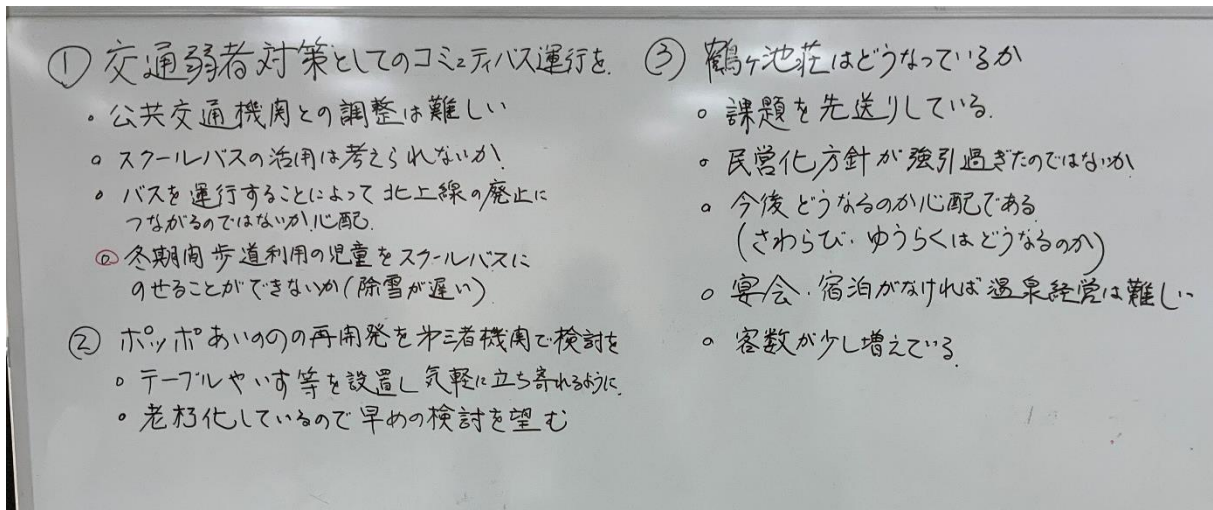 ① 交通弱者対策としてのコミュニティバス運行を.
。公共交通機関との調整は難しい
。スクールバスの活用は考えられないか.
。バスを運行することによって北上線の廃止に
つながるのではないか心配.
◎冬期間歩道利用の児童をスクールバスに
のせることができないか(除雪が遅い)
② ポッポあいのの再開発を第三者機関で検討を
。テーブルやいす等を設置し気軽に立ち寄れるように.
。老朽化しているので早めの検討を望む
③ 鶴ヶ池荘はどうなっているか
。課題を先送りしている.
。民営化方針が強引過ぎたのではないか
。今後どうなるのか心配である
(さわらび・ゆうらくはどうなるのか)
。宴会・宿泊がなければ温泉経営は難しい
。客数が少し増えている.